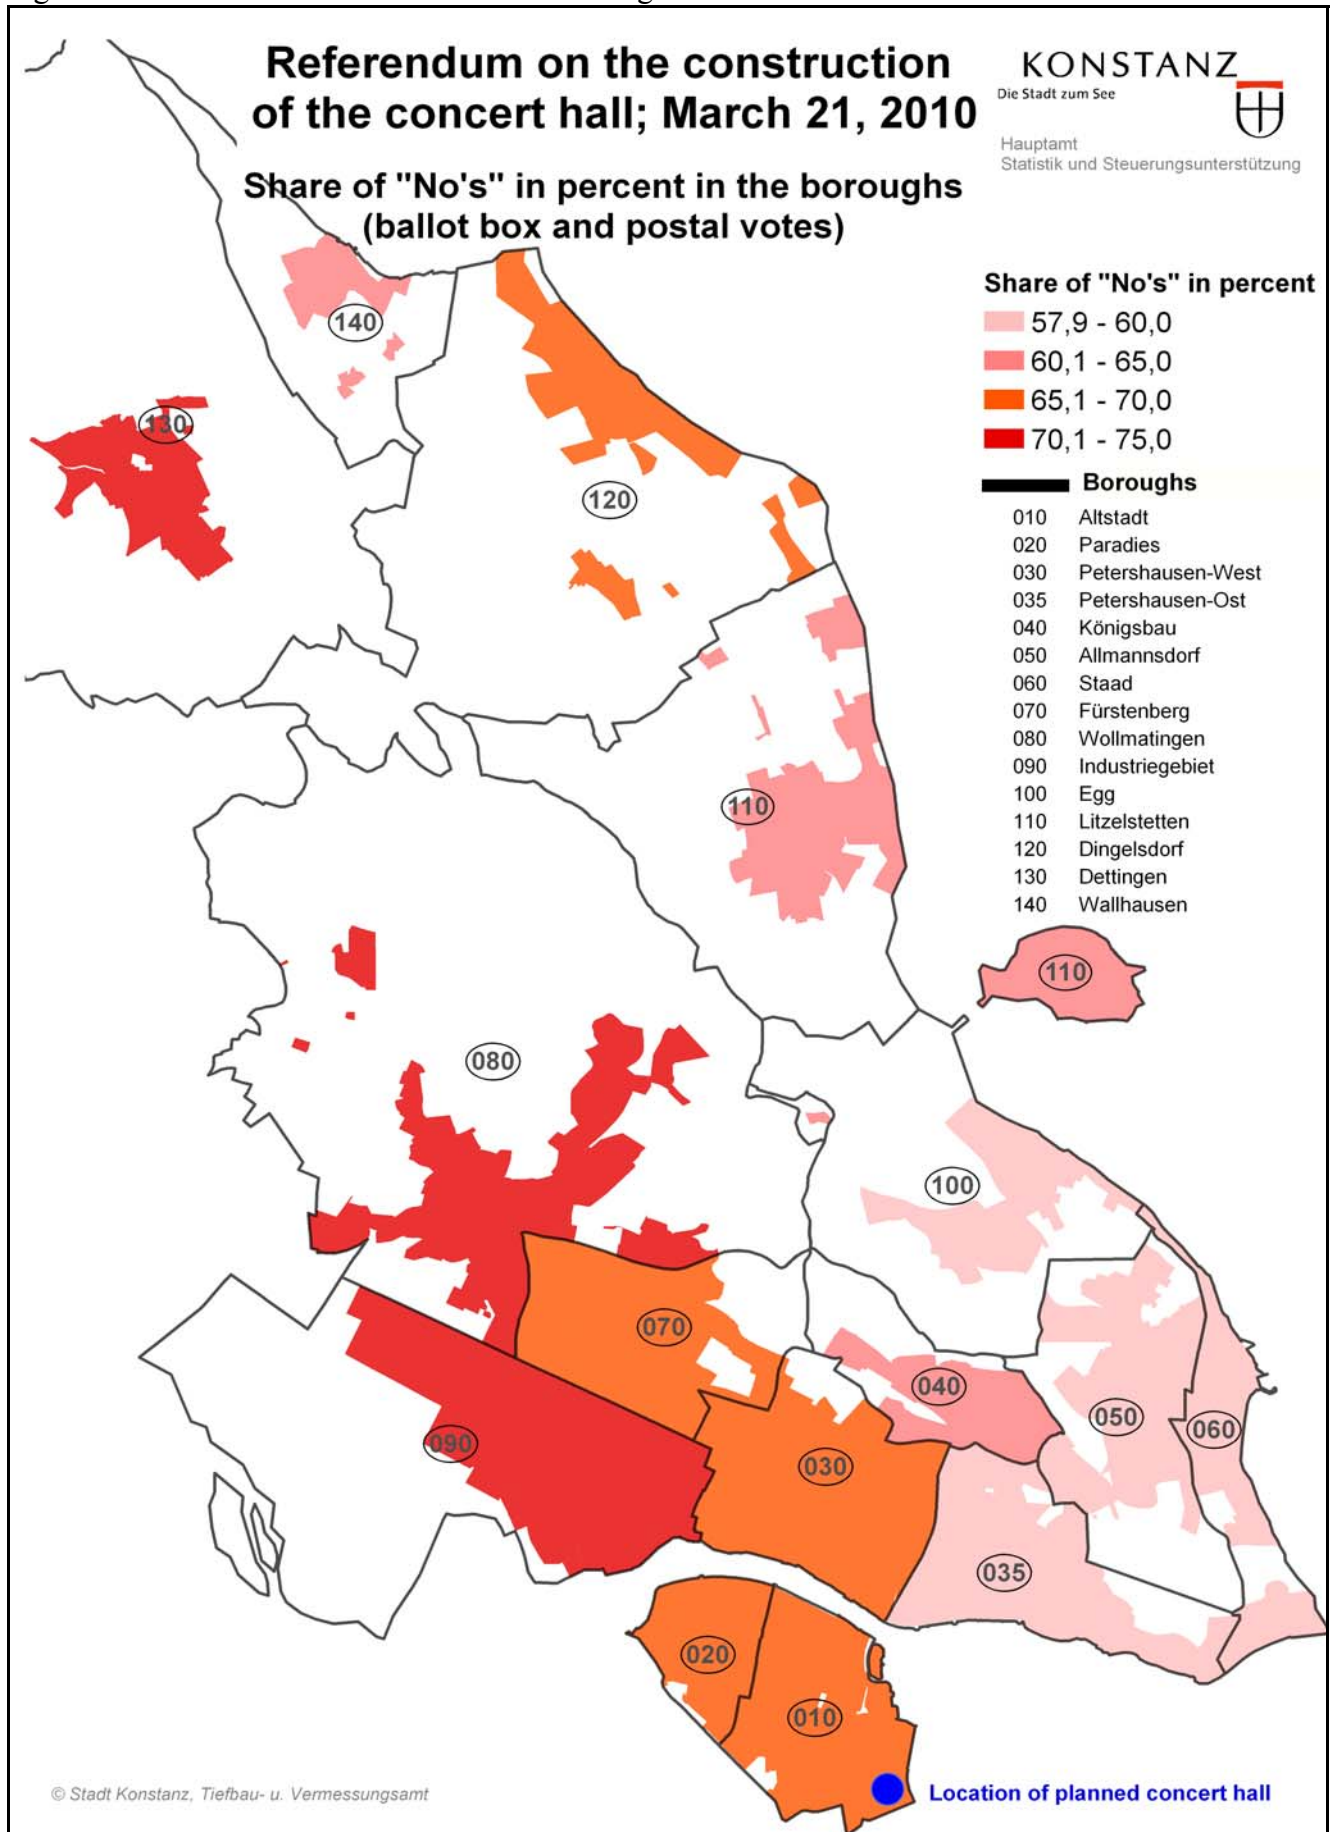 Referendum on the construction
of the concert hall; March 21, 2010
KONSTANZ
Die Stadt zum See
Hauptamt
Statistik und Steuerungsunterstützung
Share of "No's" in percent in the boroughs
(ballot box and postal votes)
Share of "No's" in percent
57,9 - 60,0
60,1 - 65,0
65,1 - 70,0
70,1 - 75,0
Boroughs
010 Altstadt
020 Paradies
030 Petershausen-West
035 Petershausen-Ost
040 Königsbau
050 Allmannsdorf
060 Staad
070 Fürstenberg
080 Wollmatingen
090 Industriegebiet
100 Egg
110 Litzelstetten
120 Dingelsdorf
130 Dettingen
140 Wallhausen
140
130
120
110
110
080
100
070
040
050
060
090
030
035
020
010
Location of planned concert hall
© Stadt Konstanz, Tiefbau- u. Vermessungsamt